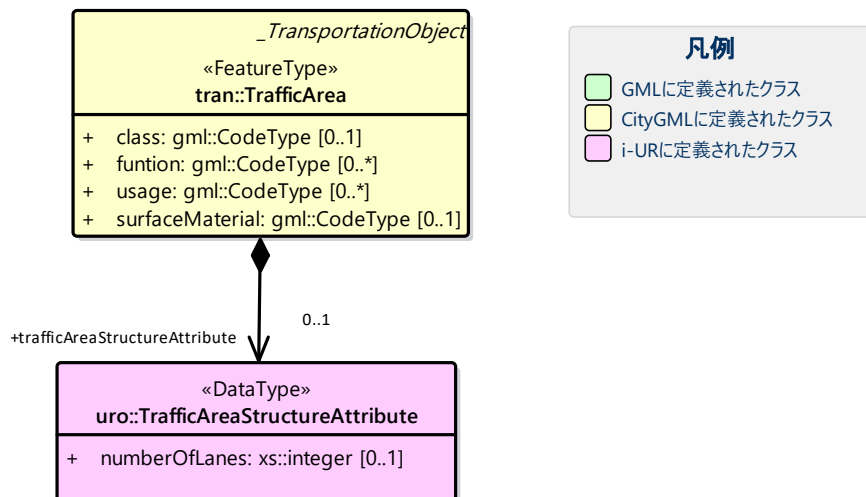 _TransportationObject
«FeatureType»
tran::TrafficArea
+ class: gml::CodeType [0..1]
+ funtion: gml::CodeType [0..*]
+ usage: gml::CodeType [0..*]
+ surfaceMaterial: gml::CodeType [0..1]
凡例
GMLに定義されたクラス
CityGMLに定義されたクラス
i-URに定義されたクラス
0..1
+trafficAreaStructureAttribute
«DataType»
uro::TrafficAreaStructureAttribute
+ numberOfLanes: xs::integer [0..1]